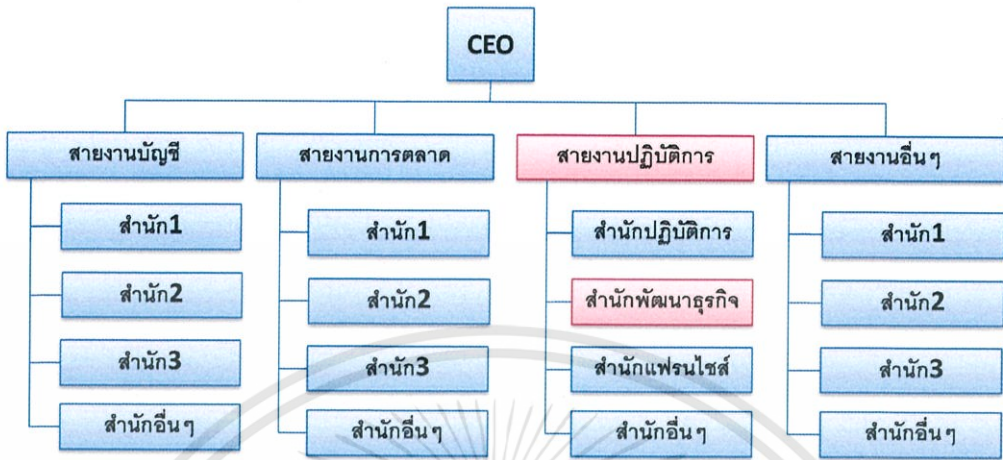 CEO
สายงานบัญชี
สำนัก1
สำนัก2
สำนัก3
สำนักอื่นๆ
สายงานการตลาด
สำนัก1
สำนัก2
สำนัก3
สำนักอื่นๆ
สายงานปฏิบัติการ
สำนักปฏิบัติการ
สำนักพัฒนาธุรกิจ
สำนักแฟรนไชส์
สำนักอื่นๆ
สายงานอื่นๆ
สำนัก1
สำนัก2
สำนัก3
สำนักอื่นๆ